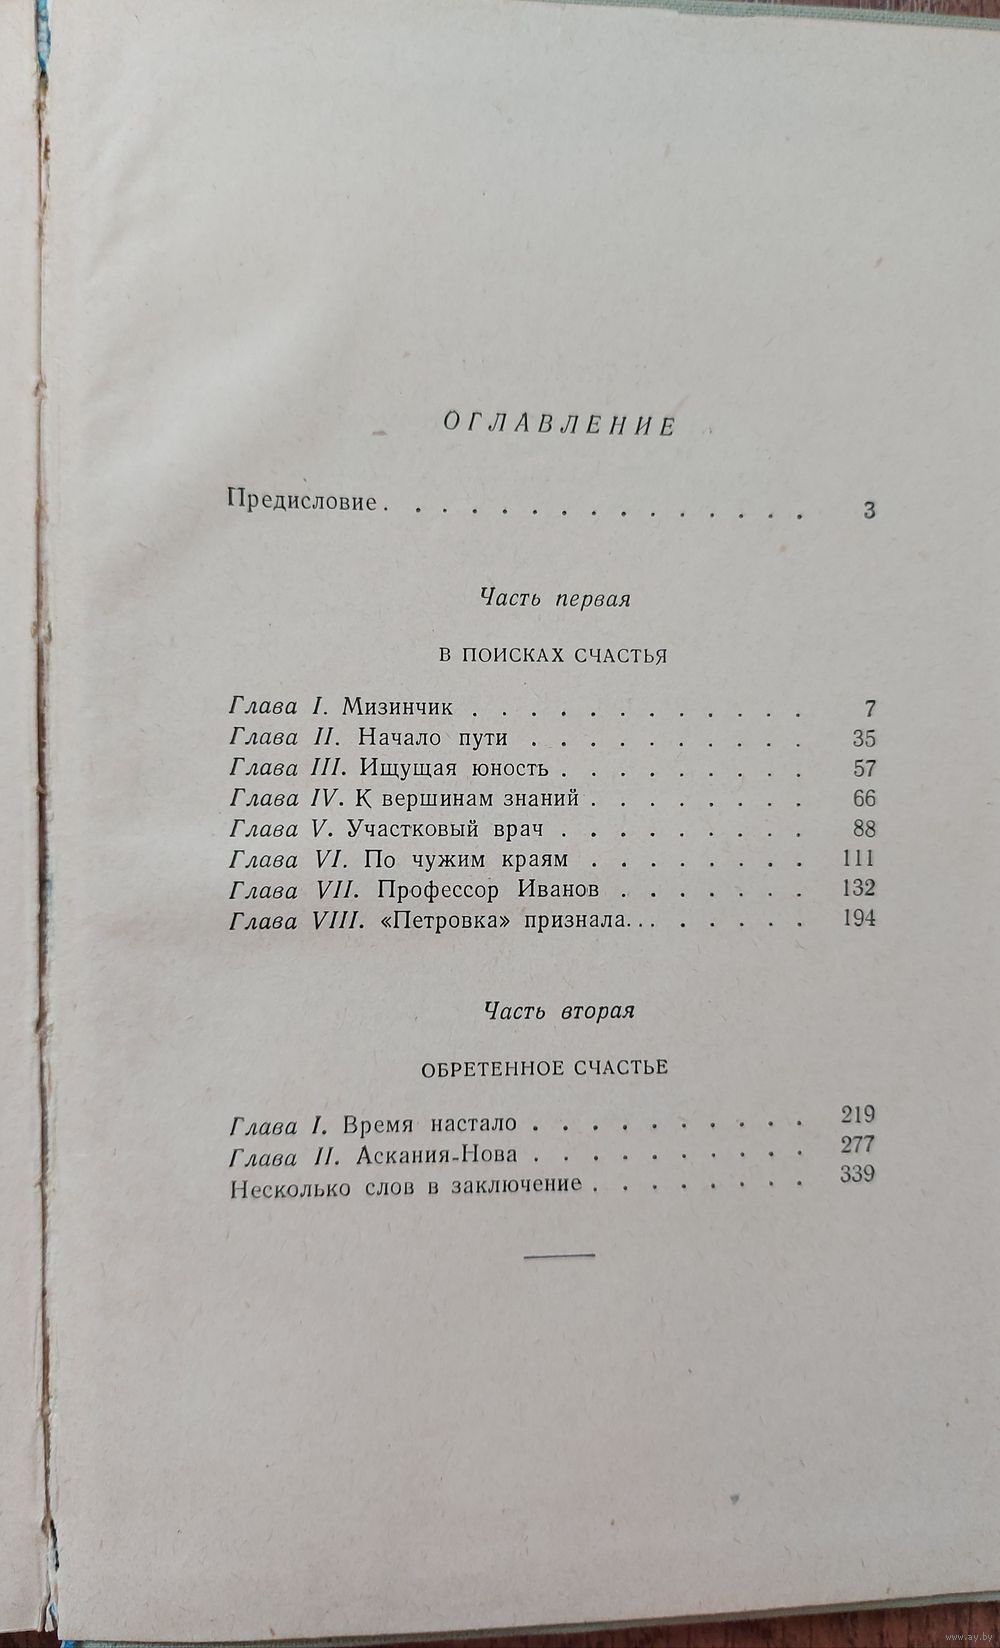 ОГЛАВЛЕНИЕ
Предисловие . . . . . . . . . . . . . . . 3
Часть первая
В ПОИСКАХ СЧАСТЬЯ
Глава I. Мизинчик . . . . . . . . . . . . 7
Глава II. Начало пути . . . . . . . . . . 35
Глава III. Ищущая юность . . . . . . . . . 57
Глава IV. К вершинам знаний . . . . . . . . 66
Глава V. Участковый врач . . . . . . . . . 88
Глава VI. По чужим краям . . . . . . . . 111
Глава VII. Профессор Иванов . . . . . . . 132
Глава VIII. «Петровка» признала... . . . . . 194
Часть вторая
ОБРЕТЕННОЕ СЧАСТЬЕ
Глава I. Время настало . . . . . . . . . . 219
Глава II. Аскания-Нова . . . . . . . . . . 277
Несколько слов в заключение . . . . . . . . 339
www.ay.by